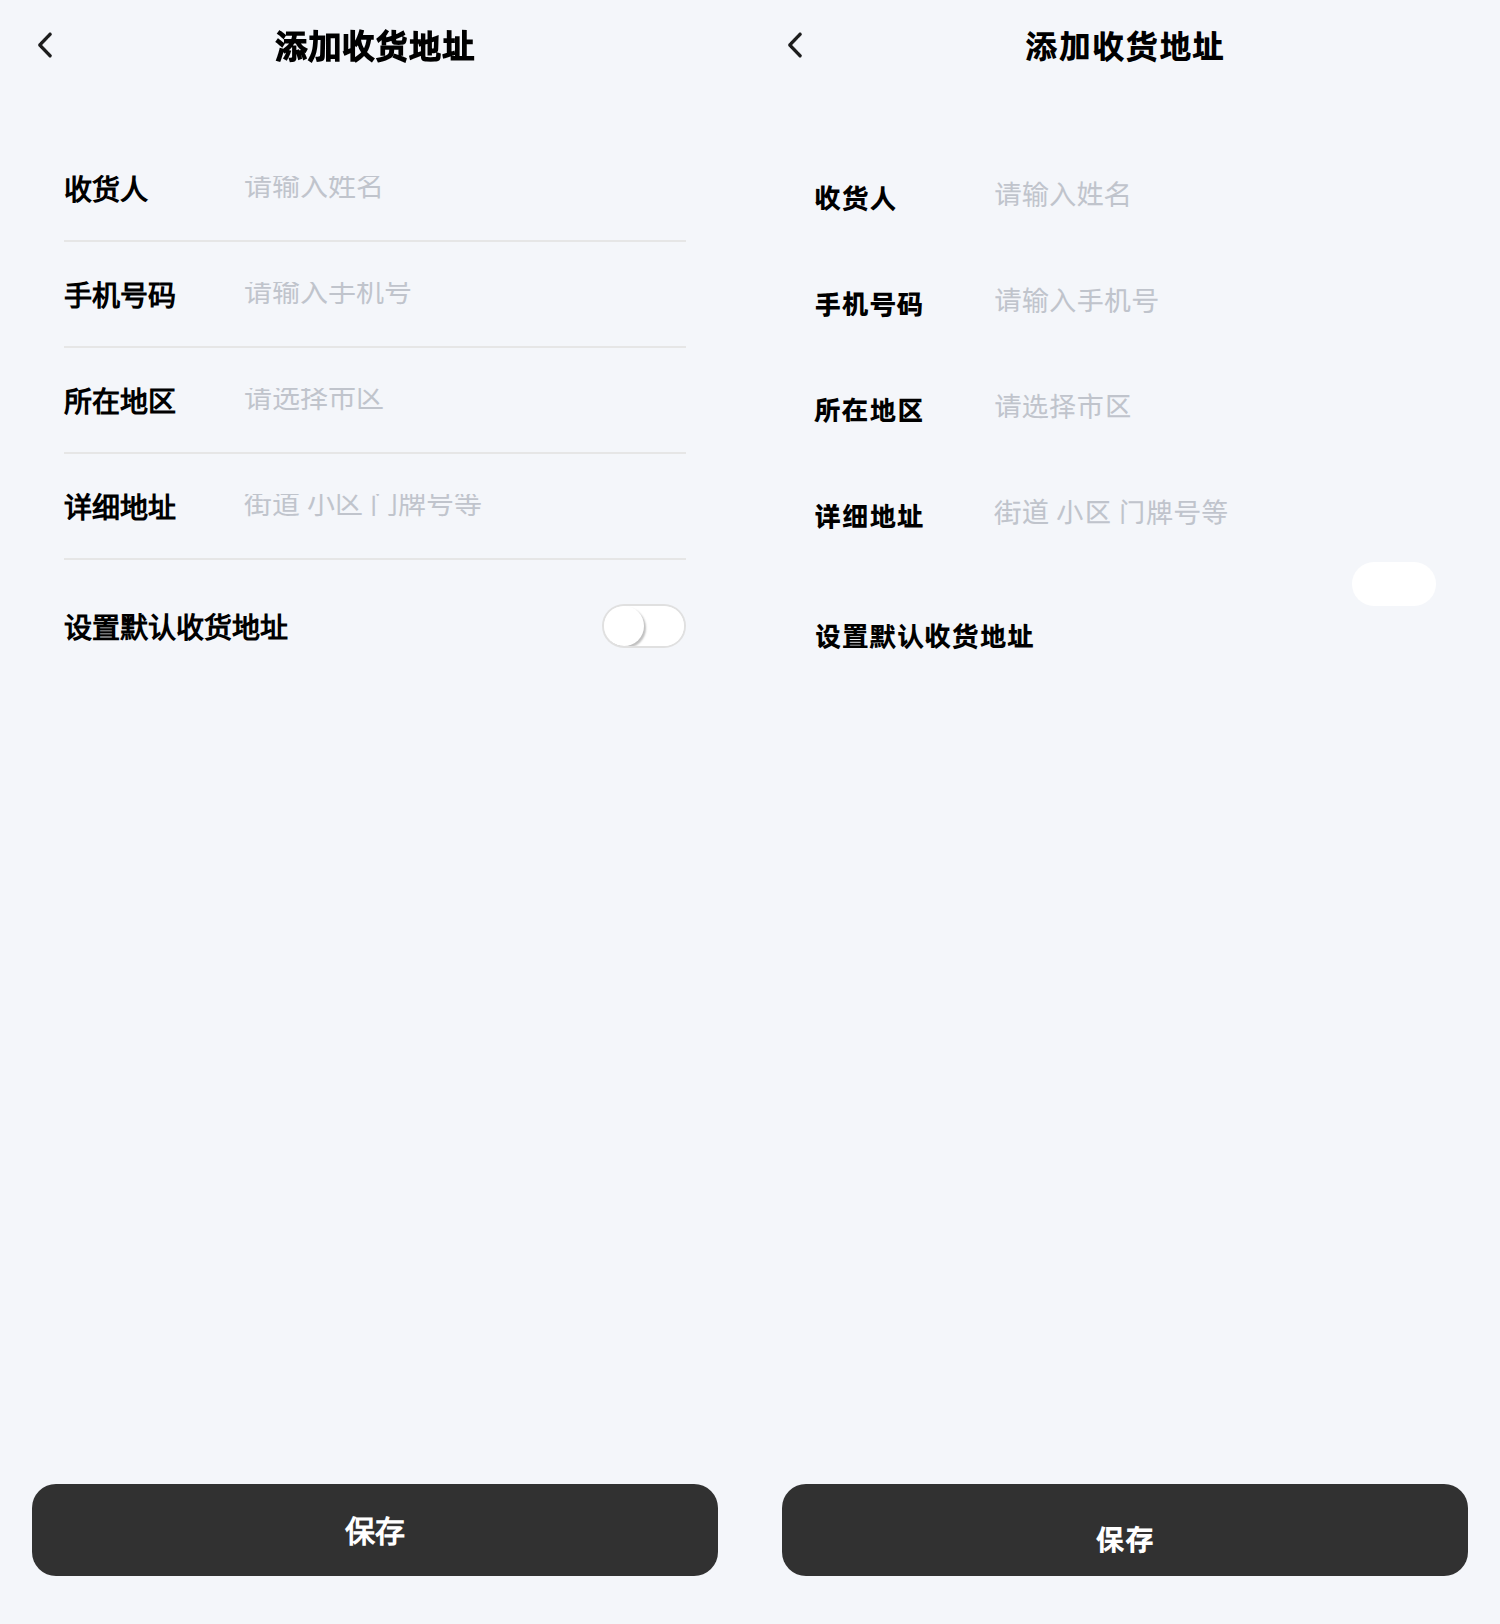 添加收货地址
收货人 请输入姓名
手机号码 请输入手机号
所在地区 请选择市区
详细地址 街道 小区 门牌号等
设置默认收货地址
保存
添加收货地址
收货人 请输入姓名
手机号码 请输入手机号
所在地区 请选择市区
详细地址 街道 小区 门牌号等
设置默认收货地址
保存